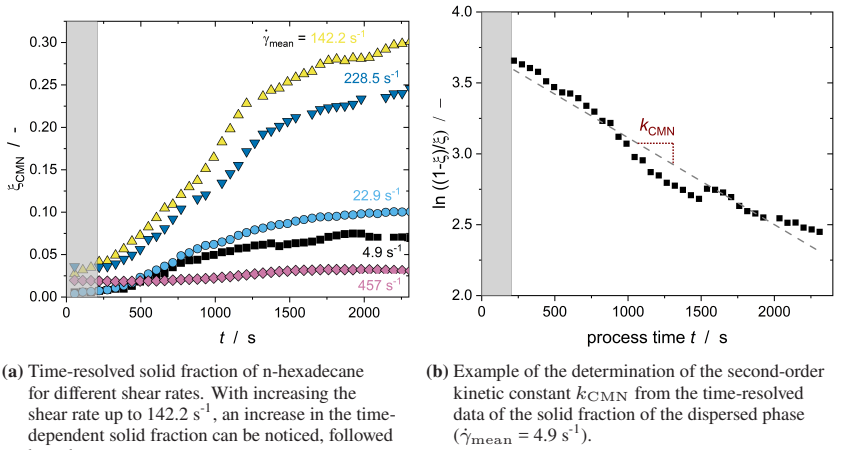 0.30
0.25
0.20
0.15
0.10
0.05
0.00
ξCMN / -
γ̇mean = 142.2 s⁻¹
228.5 s⁻¹
22.9 s⁻¹
4.9 s⁻¹
457 s⁻¹
0 500 1000 1500 2000
t / s
4.0
3.5
3.0
2.5
2.0
ln ((1-ξ)/ξ) / –
kCMN
0 500 1000 1500 2000
process time t / s
(a) Time-resolved solid fraction of n-hexadecane
for different shear rates. With increasing the
shear rate up to 142.2 s⁻¹, an increase in the time-
dependent solid fraction can be noticed, followed
(b) Example of the determination of the second-order
kinetic constant kCMN from the time-resolved
data of the solid fraction of the dispersed phase
(γ̇mean = 4.9 s⁻¹).